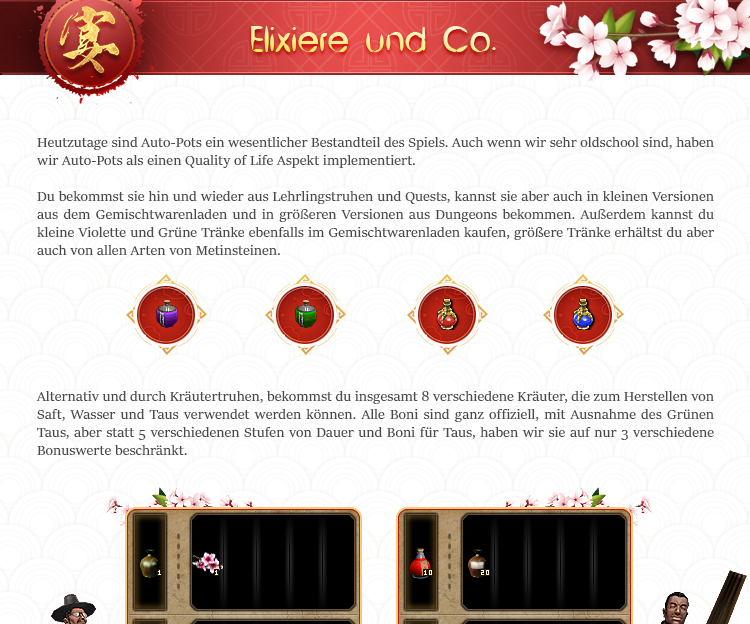 宴
Elixiere und Co.
Heutzutage sind Auto-Pots ein wesentlicher Bestandteil des Spiels. Auch wenn wir sehr oldschool sind, haben
wir Auto-Pots als einen Quality of Life Aspekt implementiert.
Du bekommst sie hin und wieder aus Lehrlingstruhen und Quests, kannst sie aber auch in kleinen Versionen
aus dem Gemischtwarenladen und in größeren Versionen aus Dungeons bekommen. Außerdem kannst du
kleine Violette und Grüne Tränke ebenfalls im Gemischtwarenladen kaufen, größere Tränke erhältst du aber
auch von allen Arten von Metinsteinen.
Alternativ und durch Kräutertruhen, bekommst du insgesamt 8 verschiedene Kräuter, die zum Herstellen von
Saft, Wasser und Taus verwendet werden können. Alle Boni sind ganz offiziell, mit Ausnahme des Grünen
Taus, aber statt 5 verschiedenen Stufen von Dauer und Boni für Taus, haben wir sie auf nur 3 verschiedene
Bonuswerte beschränkt.
1 1 10 20